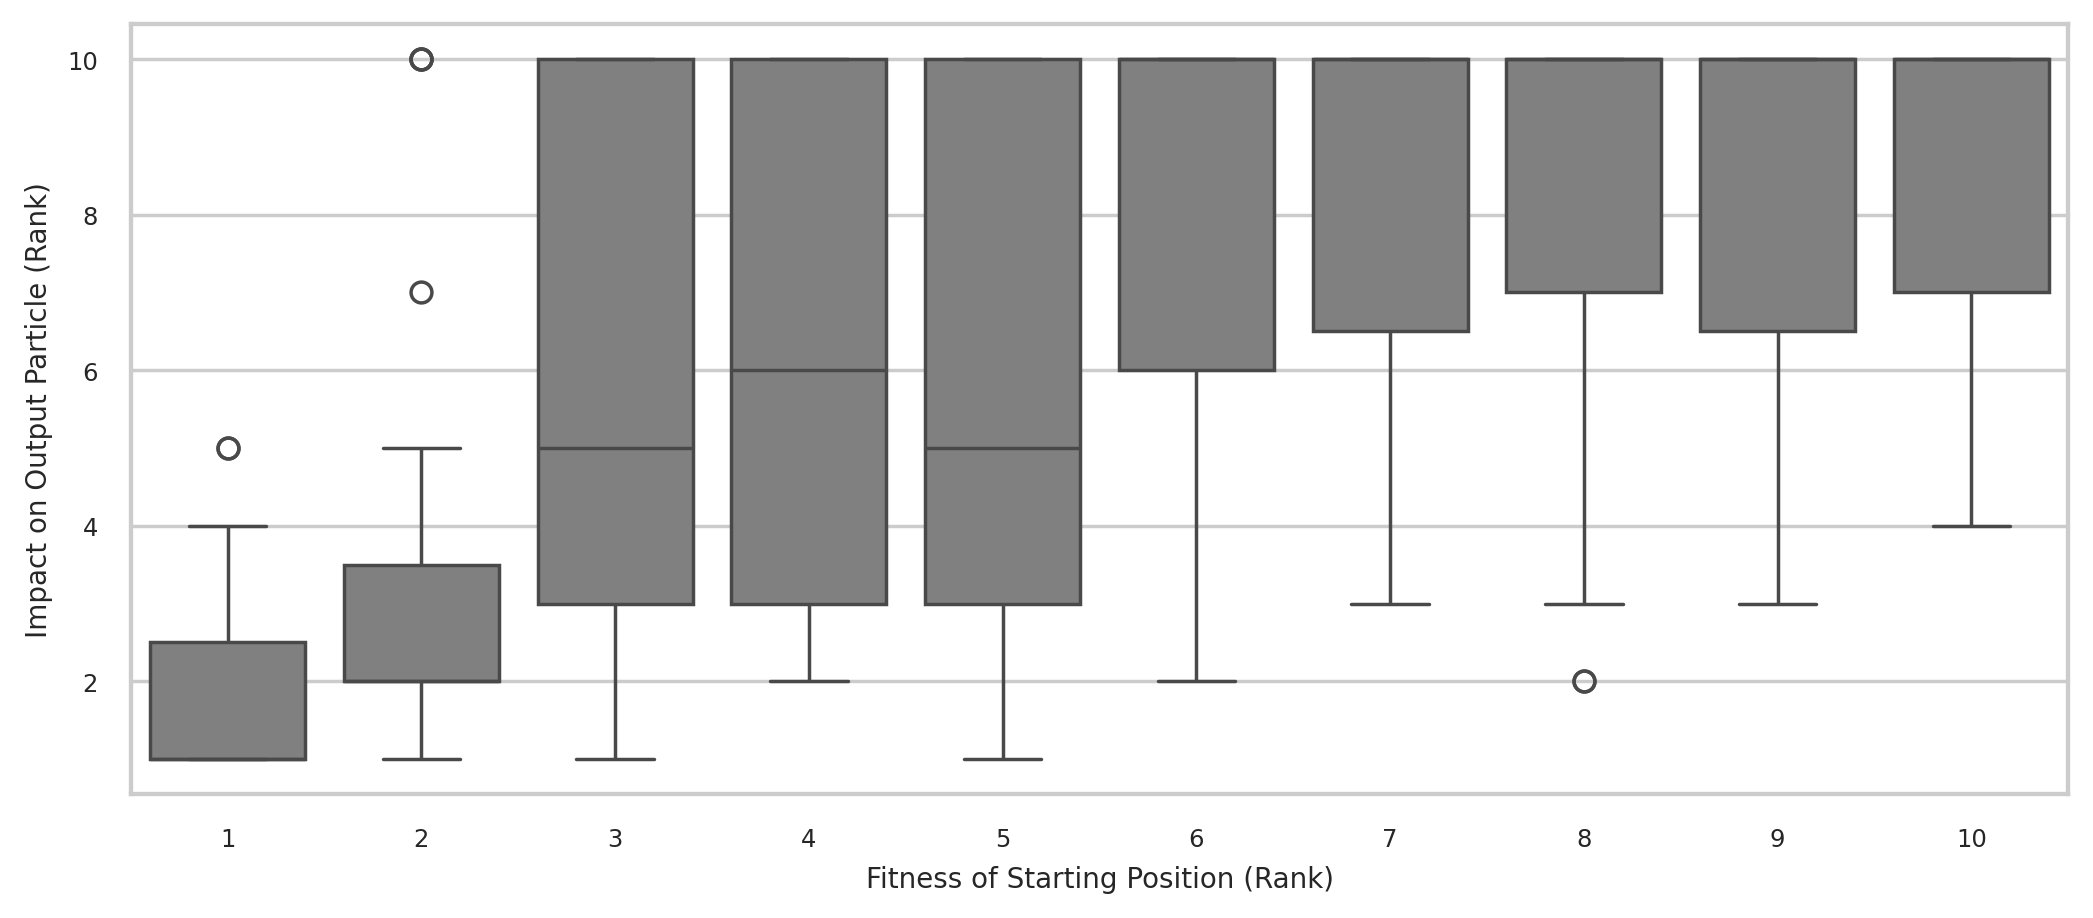 Impact on Output Particle (Rank)
10
8
6
4
2
1 2 3 4 5 6 7 8 9 10
Fitness of Starting Position (Rank)